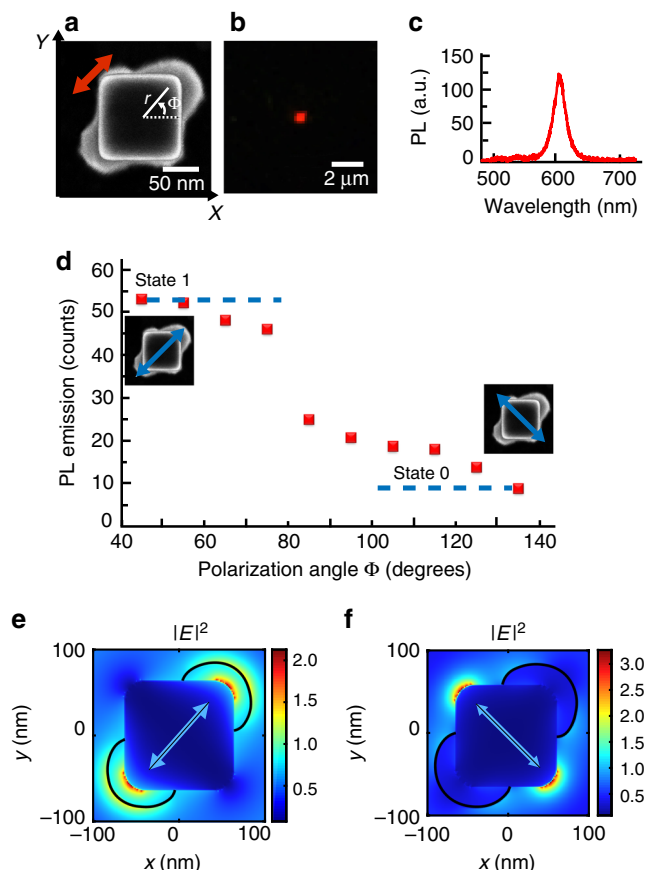 a
Y
r
Φ
50 nm
X
b
2 μm
c
PL (a.u.)
150
100
50
0
500 600 700
Wavelength (nm)
d
PL emission (counts)
60
50
40
30
20
10
0
State 1
State 0
40 60 80 100 120 140
Polarization angle Φ (degrees)
e
|E|²
y (nm)
100
0
−100
−100 0 100
x (nm)
2.0
1.5
1.0
0.5
f
|E|²
y (nm)
100
0
−100
−100 0 100
x (nm)
3.0
2.5
2.0
1.5
1.0
0.5